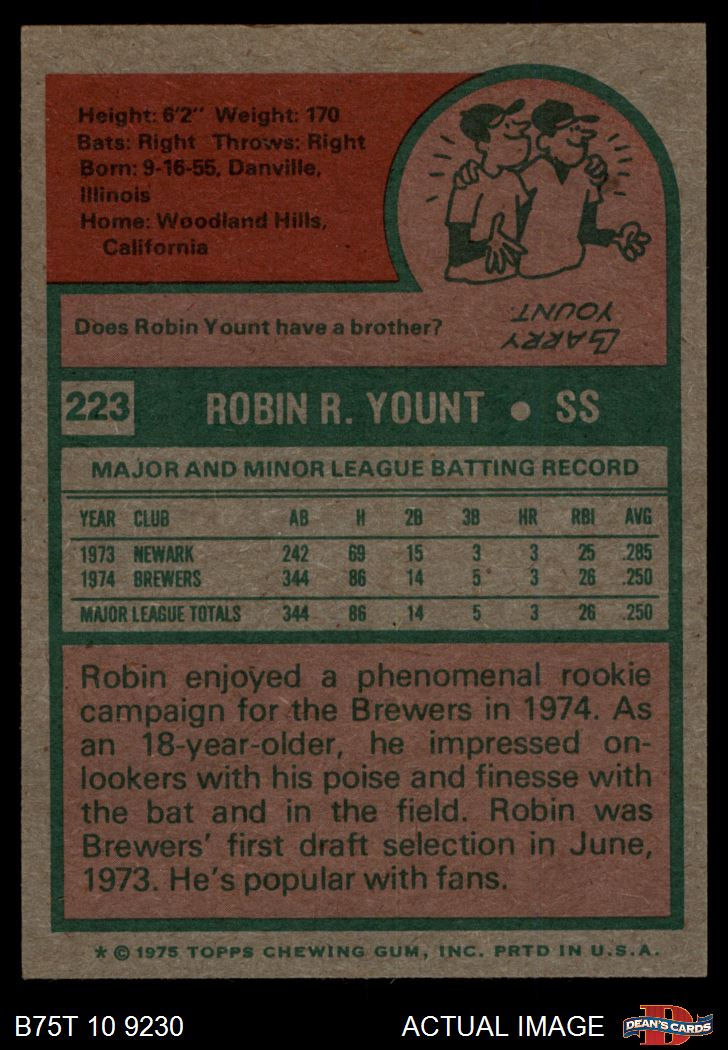 Height: 6'2" Weight: 170
Bats: Right Throws: Right
Born: 9-16-55, Danville,
Illinois
Home: Woodland Hills,
California
Does Robin Yount have a brother?
GARRY
YOUNT.
223 ROBIN R. YOUNT • SS
MAJOR AND MINOR LEAGUE BATTING RECORD
YEAR CLUB AB H 2B 3B HR RBI AVG
1973 NEWARK 242 69 15 3 3 25 .285
1974 BREWERS 344 86 14 5 3 26 .250
MAJOR LEAGUE TOTALS 344 86 14 5 3 26 .250
Robin enjoyed a phenomenal rookie
campaign for the Brewers in 1974. As
an 18-year-older, he impressed on-
lookers with his poise and finesse with
the bat and in the field. Robin was
Brewers' first draft selection in June,
1973. He's popular with fans.
* © 1975 TOPPS CHEWING GUM, INC. PRTD IN U.S.A.
B75T 10 9230 ACTUAL IMAGE
D
DEAN'S CARDS